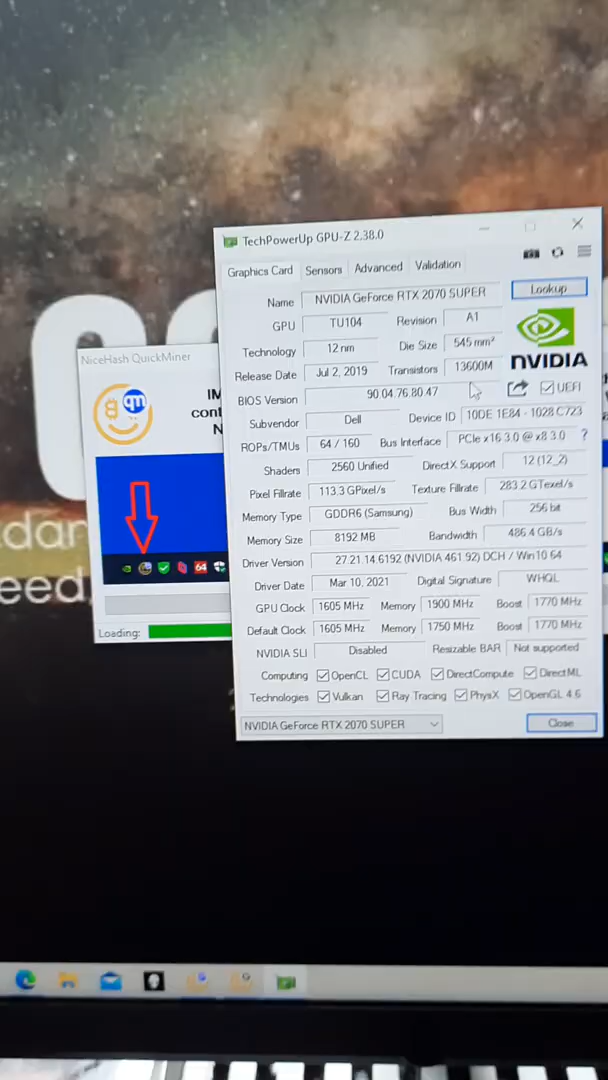 TechPowerUp GPU-Z 2.38.0
Graphics Card Sensors Advanced Validation
Name NVIDIA GeForce RTX 2070 SUPER Lookup
GPU TU104 Revision A1
Technology 12 nm Die Size 545 mm²
Release Date Jul 2, 2019 Transistors 13600M
NVIDIA
BIOS Version 90.04.76.80.47 UEFI
Subvendor Dell Device ID 10DE 1E84 - 1028 C723
ROPs/TMUs 64 / 160 Bus Interface PCIe x16 3.0 @ x8 3.0 ?
Shaders 2560 Unified DirectX Support 12 (12_2)
Pixel Fillrate 113.3 GPixel/s Texture Fillrate 283.2 GTexel/s
Memory Type GDDR6 (Samsung) Bus Width 256 bit
Memory Size 8192 MB Bandwidth 486.4 GB/s
Driver Version 27.21.14.6192 (NVIDIA 461.92) DCH / Win10 64
Driver Date Mar 10, 2021 Digital Signature WHQL
GPU Clock 1605 MHz Memory 1900 MHz Boost 1770 MHz
Default Clock 1605 MHz Memory 1750 MHz Boost 1770 MHz
NVIDIA SLI Disabled Resizable BAR Not supported
Computing OpenCL CUDA DirectCompute DirectML
Technologies Vulkan Ray Tracing PhysX OpenGL 4.6
NVIDIA GeForce RTX 2070 SUPER Close
NiceHash QuickMiner
qm
IM
con
N
64
Loading:
dar
eed,